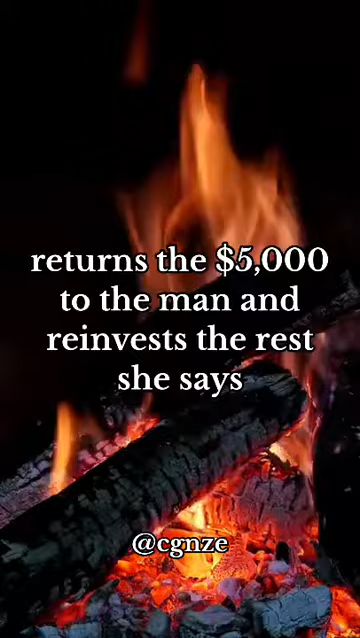 returns the $5,000
to the man and
reinvests the rest
she says
@cgnze